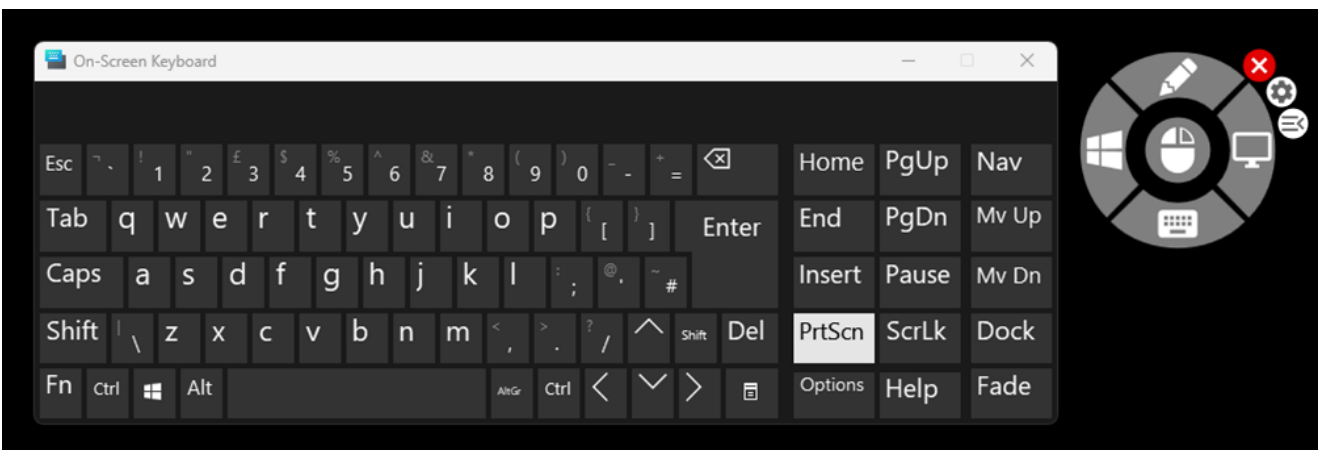 On-Screen Keyboard
Esc ¬ ` ! 1 " 2 £ 3 $ 4 % 5 ^ 6 & 7 * 8 ( 9 ) 0 _ - + = Home PgUp Nav
Tab q w e r t y u i o p { [ } ] Enter End PgDn Mv Up
Caps a s d f g h j k l : ; @ ' ~ # Insert Pause Mv Dn
Shift | \ z x c v b n m < , > . ? / Shift Del PrtScn ScrLk Dock
Fn Ctrl Alt AltGr Ctrl Options Help Fade